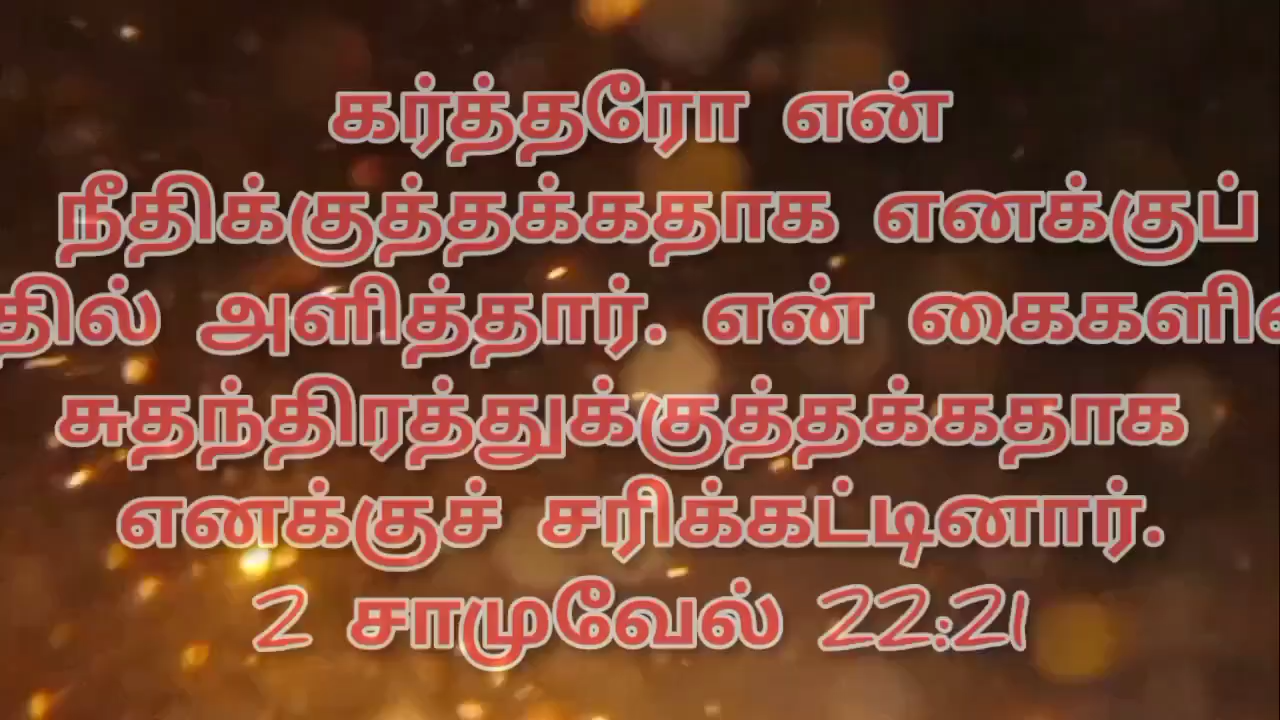 கர்த்தரோ என்
நீதிக்குத்தக்கதாக எனக்குப்
தில் அளித்தார். என் கைகளின்
சுதந்திரத்துக்குத்தக்கதாக
எனக்குச் சரிக்கட்டினார்.
2 சாமுவேல் 22:21